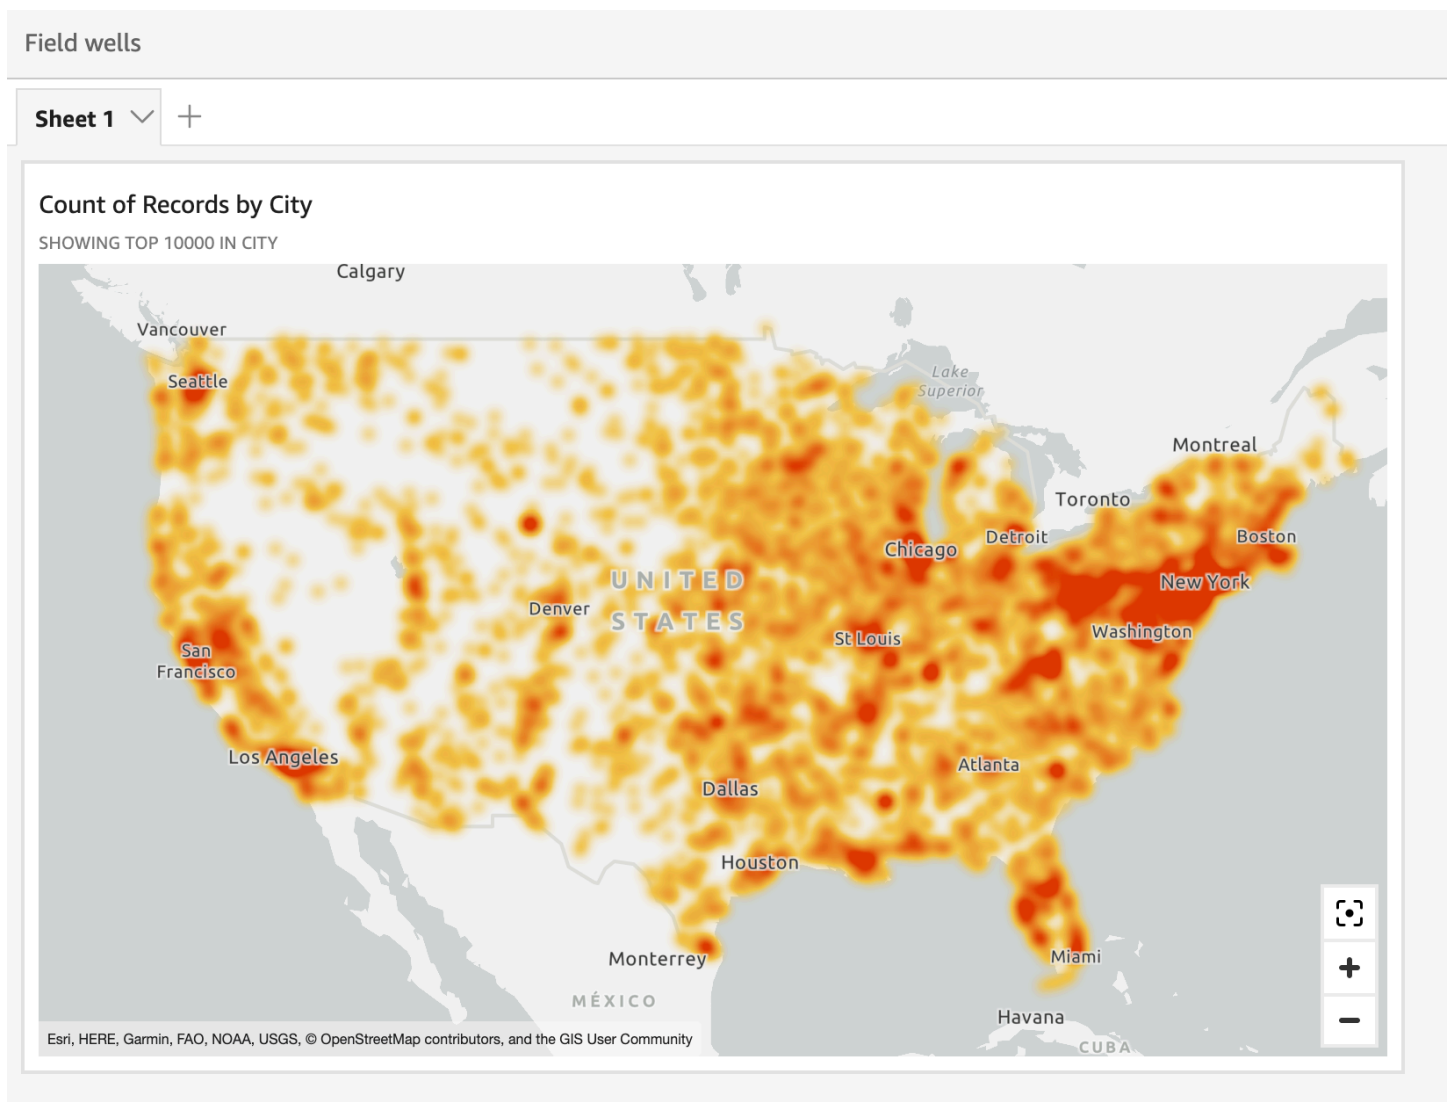 Field wells
Sheet 1
Count of Records by City
SHOWING TOP 10000 IN CITY
Calgary
Vancouver
Seattle
Lake
Superior
Montreal
Toronto
Boston
Detroit
Chicago
UNITED
New York
Denver
STATES
Washington
St Louis
San
Francisco
Los Angeles
Atlanta
Dallas
Houston
Miami
Monterrey
MÉXICO
Havana
Esri, HERE, Garmin, FAO, NOAA, USGS, © OpenStreetMap contributors, and the GIS User Community
CUBA